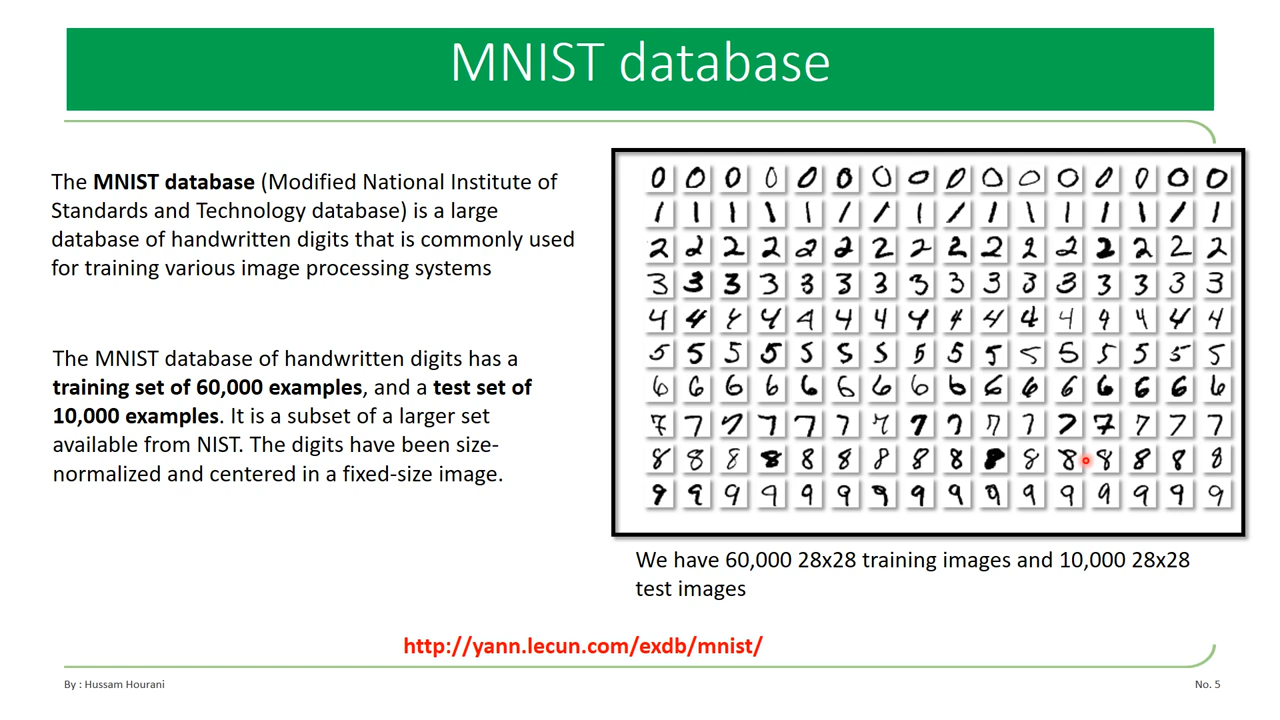 MNIST database
The MNIST database (Modified National Institute of
Standards and Technology database) is a large
database of handwritten digits that is commonly used
for training various image processing systems
The MNIST database of handwritten digits has a
training set of 60,000 examples, and a test set of
10,000 examples. It is a subset of a larger set
available from NIST. The digits have been size-
normalized and centered in a fixed-size image.
0 0 0 0 0 0 0 0 0 0 0 0 0 0 0 0
1 1 1 1 1 1 1 1 1 1 1 1 1 1 1 1
2 2 2 2 2 2 2 2 2 2 2 2 2 2 2 2
3 3 3 3 3 3 3 3 3 3 3 3 3 3 3 3
4 4 4 4 4 4 4 4 4 4 4 4 4 4 4 4
5 5 5 5 5 5 5 5 5 5 5 5 5 5 5 5
6 6 6 6 6 6 6 6 6 6 6 6 6 6 6 6
7 7 7 7 7 7 7 7 7 7 7 7 7 7 7 7
8 8 8 8 8 8 8 8 8 8 8 8 8 8 8 8
9 9 9 9 9 9 9 9 9 9 9 9 9 9 9 9
We have 60,000 28x28 training images and 10,000 28x28
test images
http://yann.lecun.com/exdb/mnist/
By : Hussam Hourani
No. 5